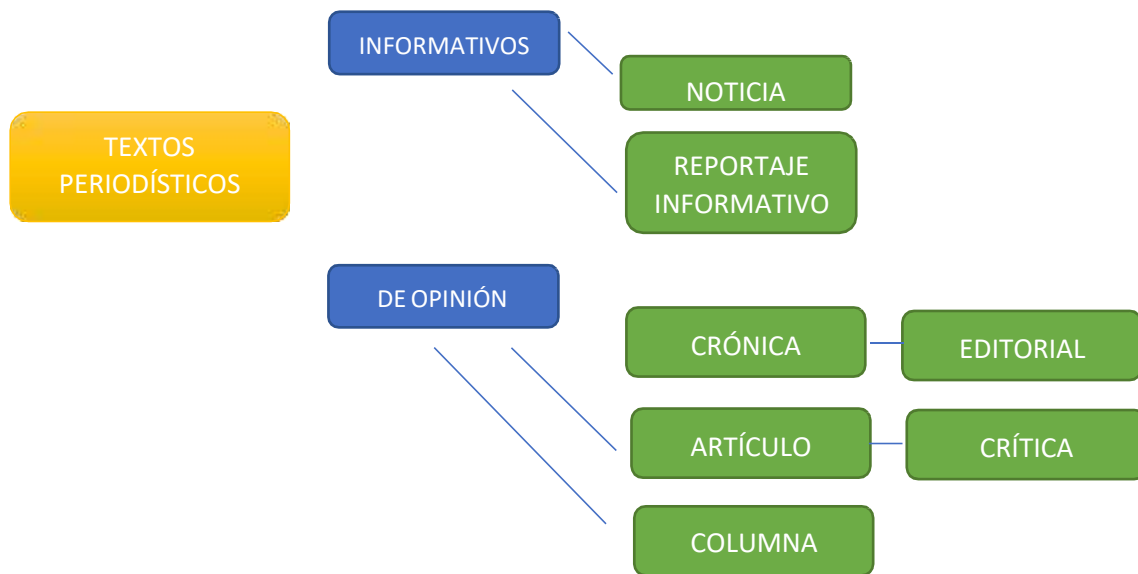 TEXTOS
PERIODÍSTICOS
INFORMATIVOS
NOTICIA
REPORTAJE
INFORMATIVO
DE OPINIÓN
CRÓNICA
EDITORIAL
ARTÍCULO
CRÍTICA
COLUMNA